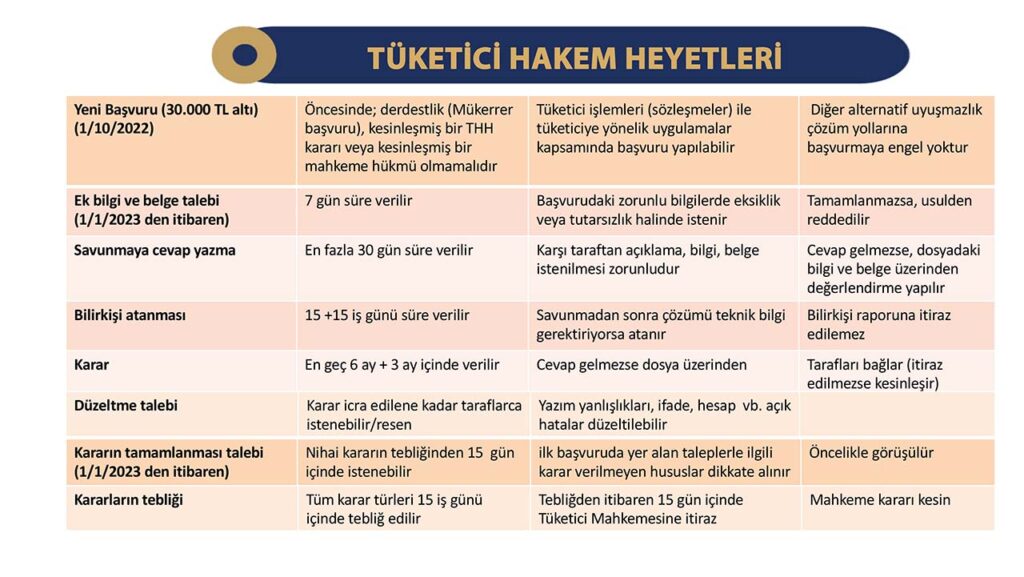 TÜKETİCİ HAKEM HEYETLERİ
Yeni Başvuru (30.000 TL altı)
(1/10/2022)
Öncesinde; derdestlik (Mükerrer
başvuru), kesinleşmiş bir THH
kararı veya kesinleşmiş bir
mahkeme hükmü olmamalıdır
Tüketici işlemleri (sözleşmeler) ile
tüketiciye yönelik uygulamalar
kapsamında başvuru yapılabilir
Diğer alternatif uyuşmazlık
çözüm yollarına
başvurmaya engel yoktur
Ek bilgi ve belge talebi
(1/1/2023 den itibaren)
7 gün süre verilir
Başvurudaki zorunlu bilgilerde eksiklik
veya tutarsızlık halinde istenir
Tamamlanmazsa, usulden
reddedilir
Savunmaya cevap yazma
En fazla 30 gün süre verilir
Karşı taraftan açıklama, bilgi, belge
istenilmesi zorunludur
Cevap gelmezse, dosyadaki
bilgi ve belge üzerinden
değerlendirme yapılır
Bilirkişi atanması
15 +15 iş günü süre verilir
Savunmadan sonra çözümü teknik bilgi
gerektiriyorsa atanır
Bilirkişi raporuna itiraz
edilemez
Karar
En geç 6 ay + 3 ay içinde verilir
Cevap gelmezse dosya üzerinden
Tarafları bağlar (itiraz
edilmezse kesinleşir)
Düzeltme talebi
Karar icra edilene kadar taraflarca
istenebilir/resen
Yazım yanlışlıkları, ifade, hesap vb. açık
hatalar düzeltilebilir
Kararın tamamlanması talebi
(1/1/2023 den itibaren)
Nihai kararın tebliğinden 15 gün
içinde istenebilir
ilk başvuruda yer alan taleplerle ilgili
karar verilmeyen hususlar dikkate alınır
Öncelikle görüşülür
Kararların tebliği
Tüm karar türleri 15 iş günü
içinde tebliğ edilir
Tebliğden itibaren 15 gün içinde
Tüketici Mahkemesine itiraz
Mahkeme kararı kesin